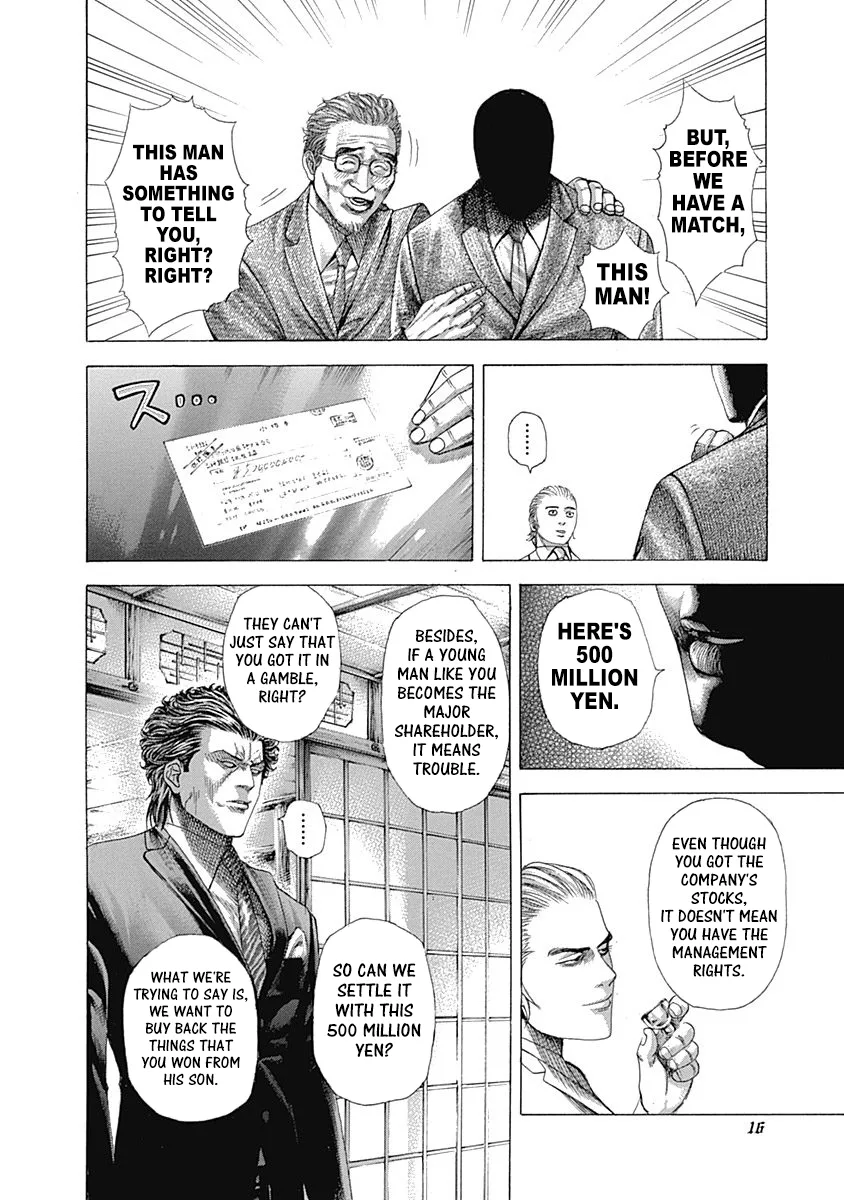 BUT,
BEFORE
WE
HAVE A
MATCH,
THIS
MAN!
THIS MAN
HAS
SOMETHING
TO TELL
YOU,
RIGHT?
RIGHT?
......
ス...
HERE'S
500
MILLION
YEN.
EVEN THOUGH
YOU GOT THE
COMPANY'S
STOCKS,
IT DOESN'T MEAN
YOU HAVE THE
MANAGEMENT
RIGHTS.
BESIDES,
IF A YOUNG
MAN LIKE YOU
BECOMES THE
MAJOR
SHAREHOLDER,
IT MEANS
TROUBLE.
THEY CAN'T
JUST SAY THAT
YOU GOT IT IN
A GAMBLE,
RIGHT?
......
SO CAN WE
SETTLE IT
WITH THIS
500 MILLION
YEN?
WHAT WE'RE
TRYING TO SAY IS,
WE WANT TO
BUY BACK THE
THINGS THAT
YOU WON FROM
HIS SON.
16